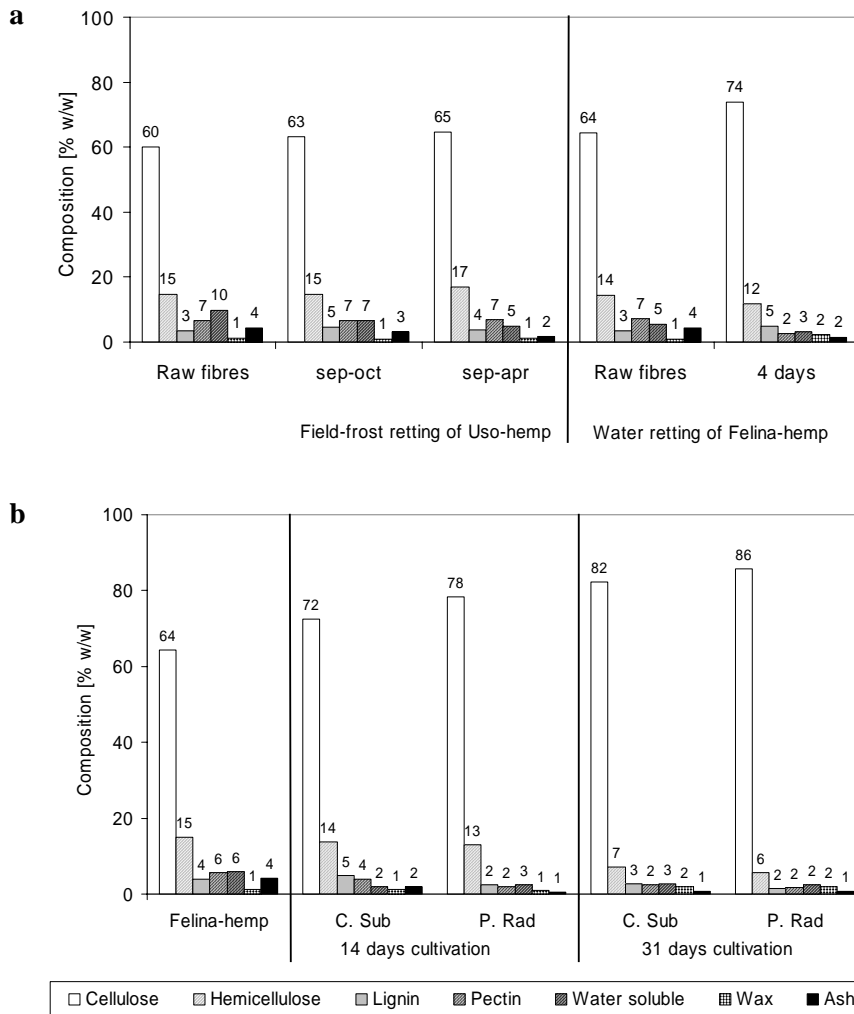 a
100
80
60
40
20
0
Composition [% w/w]
60 15 3 7 10 1 4
63 15 5 7 7 1 3
65 17 4 7 5 1 2
64 14 3 7 5 1 4
74 12 5 2 3 2 2
Raw fibres sep-oct sep-apr Raw fibres 4 days
Field-frost retting of Uso-hemp Water retting of Felina-hemp
b
100
80
60
40
20
0
Composition [% w/w]
64 15 4 6 6 1 4
72 14 5 4 2 1 2
78 13 2 2 3 1 1
82 7 3 2 3 2 1
86 6 2 2 2 2 1
Felina-hemp C. Sub P. Rad C. Sub P. Rad
14 days cultivation 31 days cultivation
Cellulose Hemicellulose Lignin Pectin Water soluble Wax Ash